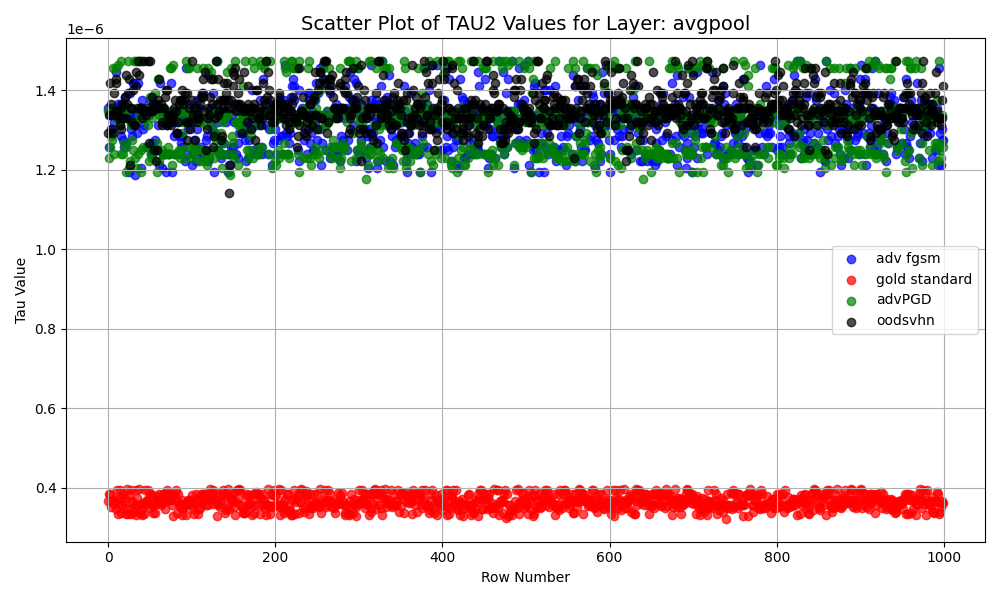 Scatter Plot of TAU2 Values for Layer: avgpool
1e−6
1.4
1.2
1.0
0.8
0.6
0.4
Tau Value
adv fgsm
gold standard
advPGD
oodsvhn
0 200 400 600 800 1000
Row Number